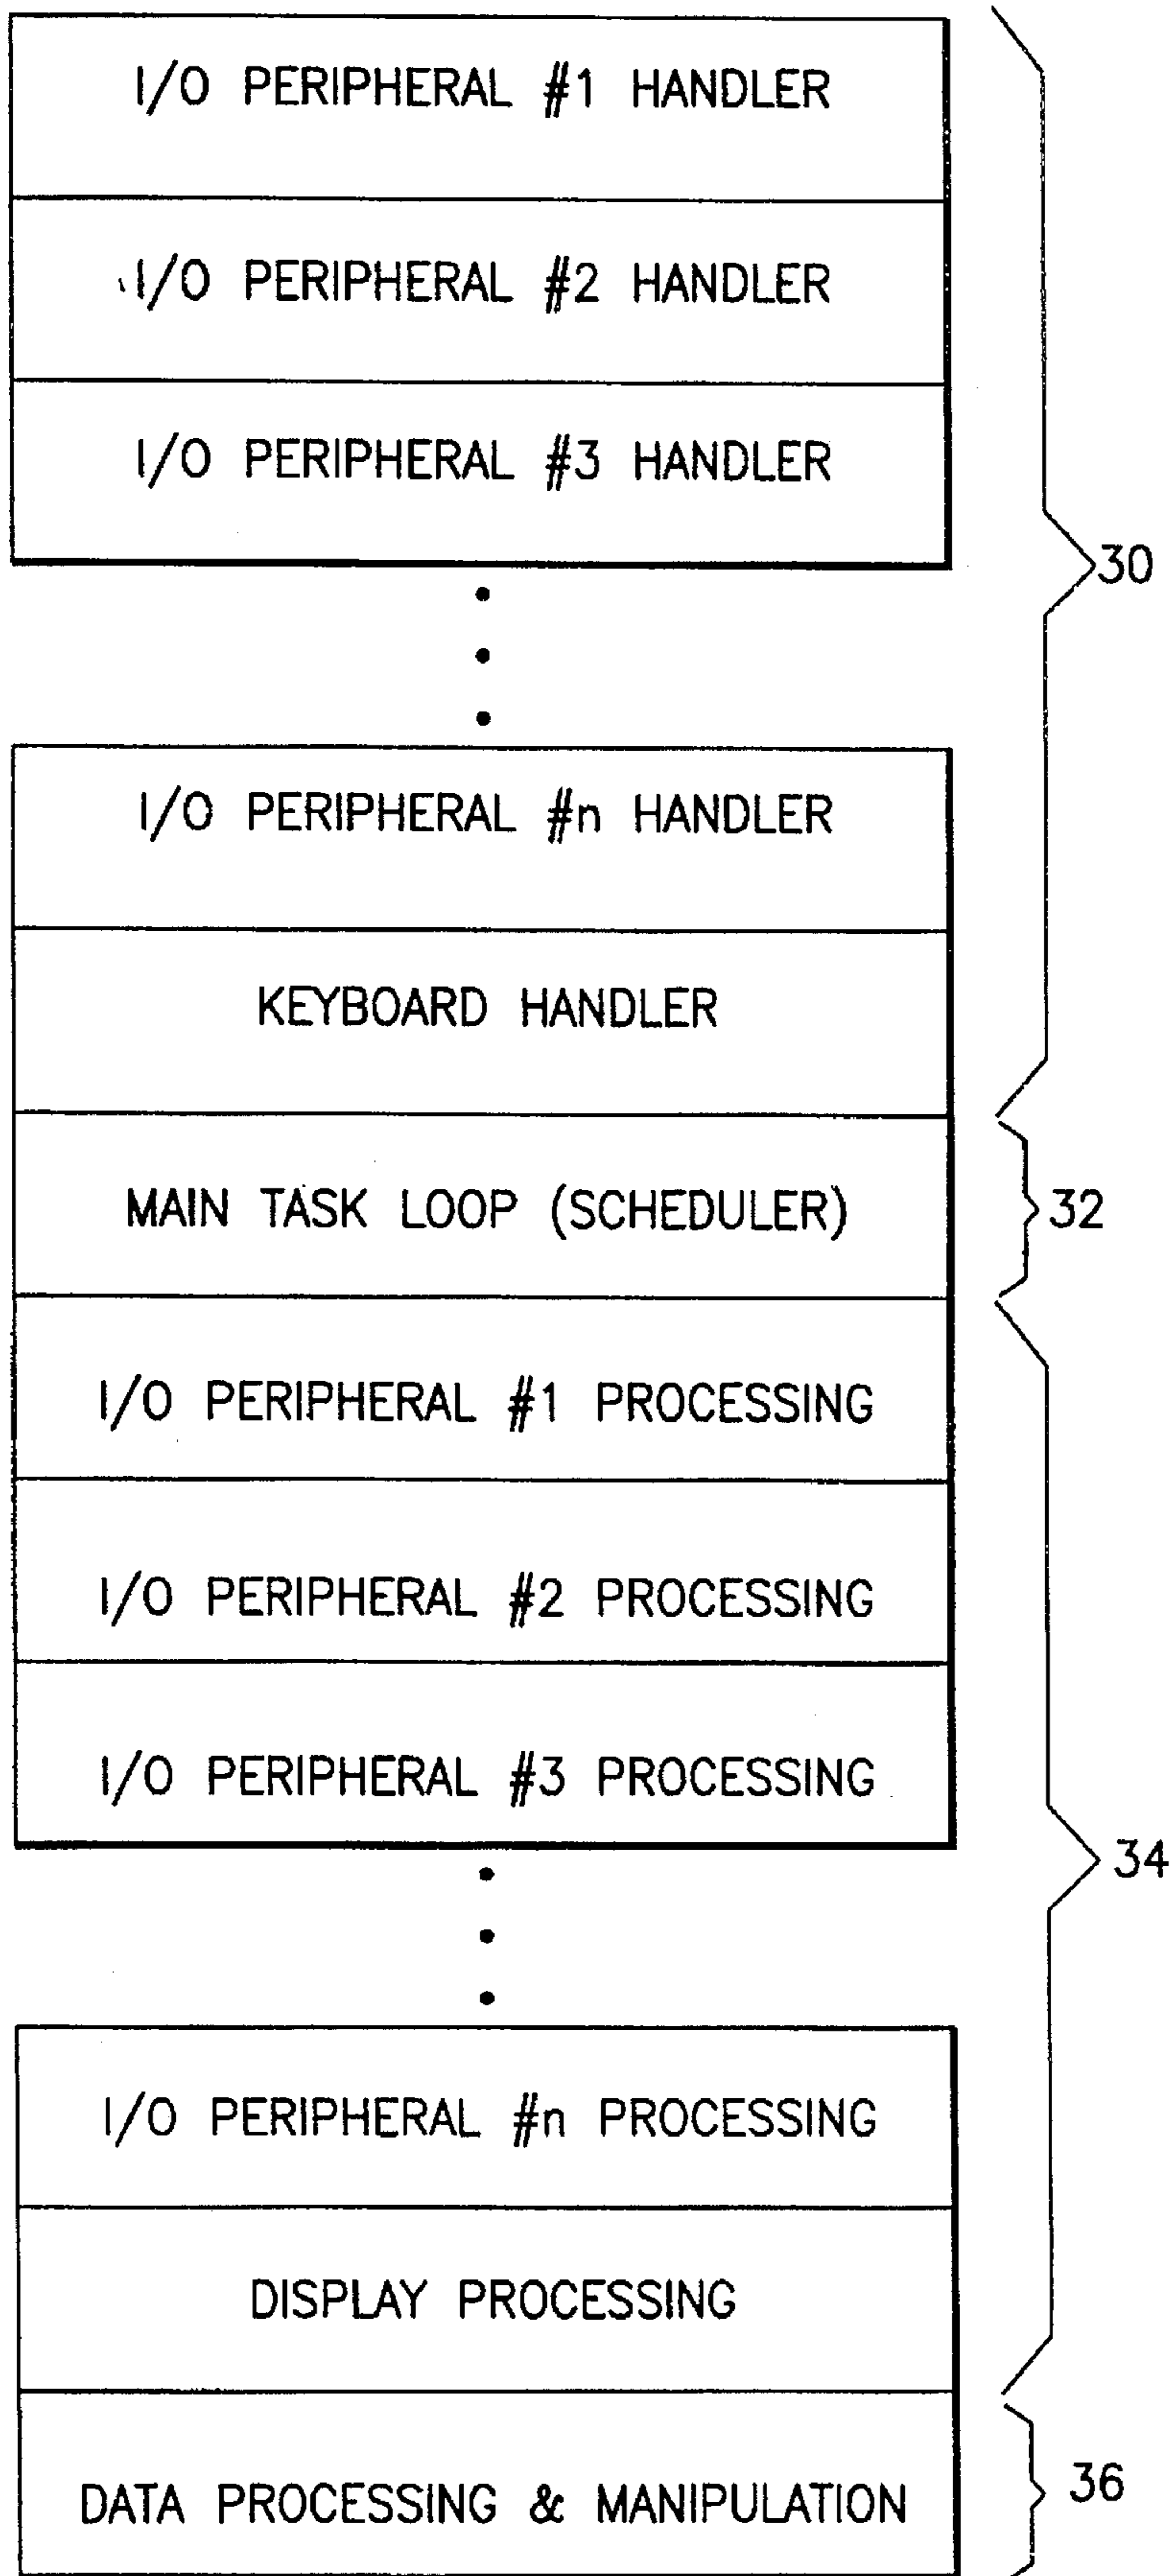 I/O PERIPHERAL #1 HANDLER
I/O PERIPHERAL #2 HANDLER
I/O PERIPHERAL #3 HANDLER
30
I/O PERIPHERAL #n HANDLER
KEYBOARD HANDLER
MAIN TASK LOOP (SCHEDULER)
32
I/O PERIPHERAL #1 PROCESSING
I/O PERIPHERAL #2 PROCESSING
I/O PERIPHERAL #3 PROCESSING
34
I/O PERIPHERAL #n PROCESSING
DISPLAY PROCESSING
DATA PROCESSING & MANIPULATION
36